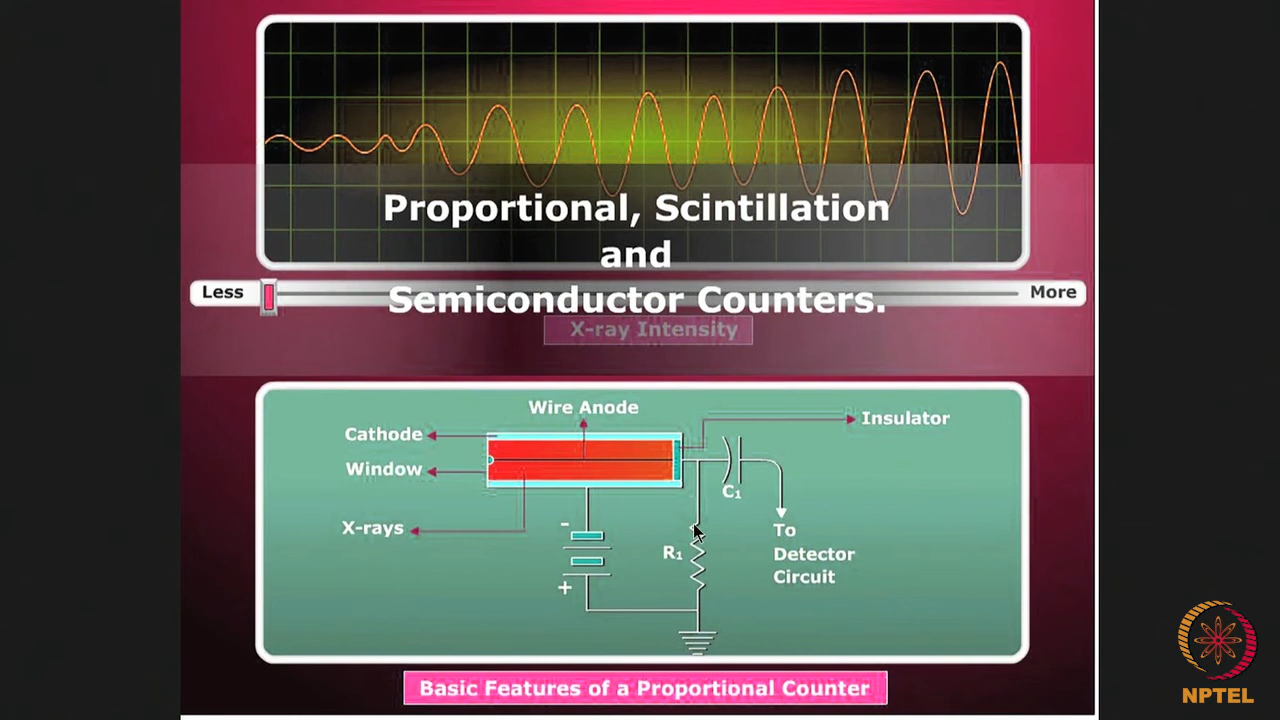 Proportional, Scintillation
and
Semiconductor Counters.
Less
More
X-ray Intensity
Wire Anode
Cathode
Insulator
Window
C1
X-rays
-
To
R1
Detector
Circuit
+
Basic Features of a Proportional Counter
NPTEL